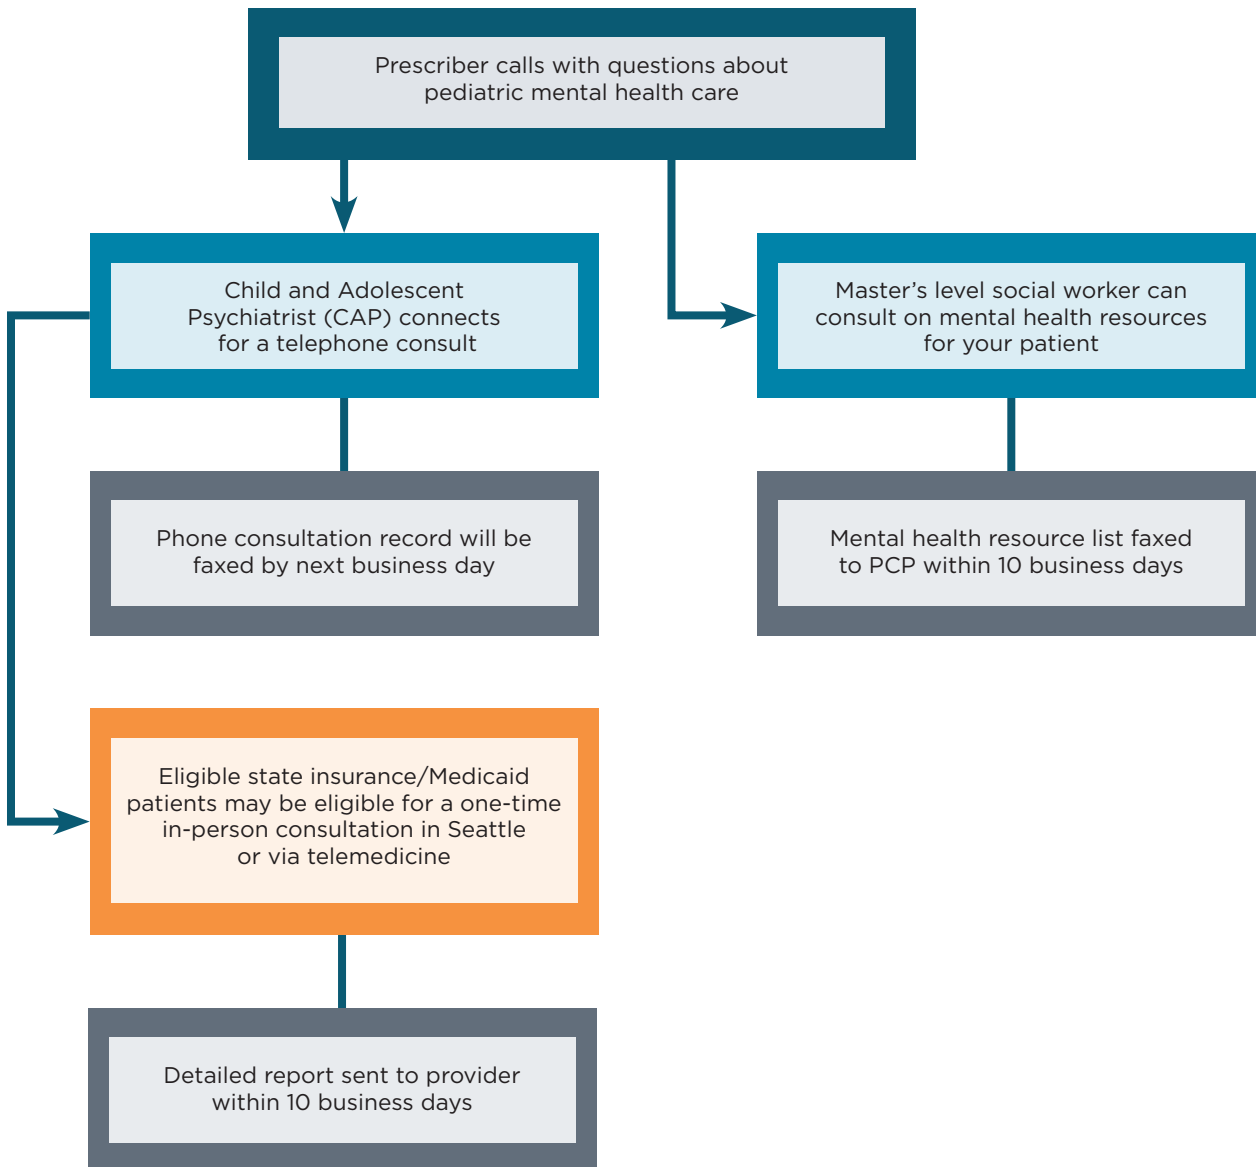 Prescriber calls with questions about
pediatric mental health care
Child and Adolescent
Psychiatrist (CAP) connects
for a telephone consult
Master’s level social worker can
consult on mental health resources
for your patient
Phone consultation record will be
faxed by next business day
Mental health resource list faxed
to PCP within 10 business days
Eligible state insurance/Medicaid
patients may be eligible for a one-time
in-person consultation in Seattle
or via telemedicine
Detailed report sent to provider
within 10 business days